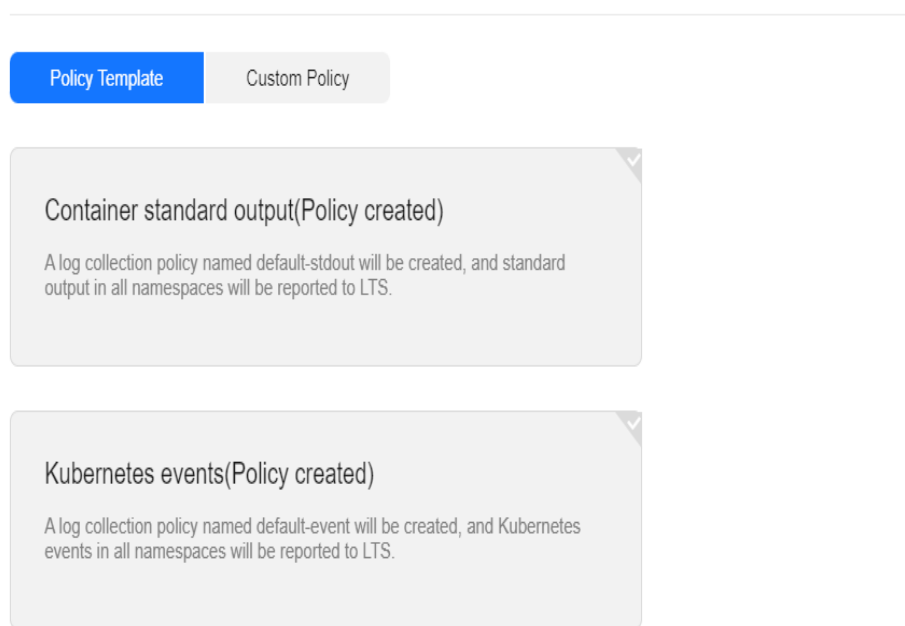 Policy Template
Custom Policy
Container standard output(Policy created)
A log collection policy named default-stdout will be created, and standard
output in all namespaces will be reported to LTS.
Kubernetes events(Policy created)
A log collection policy named default-event will be created, and Kubernetes
events in all namespaces will be reported to LTS.